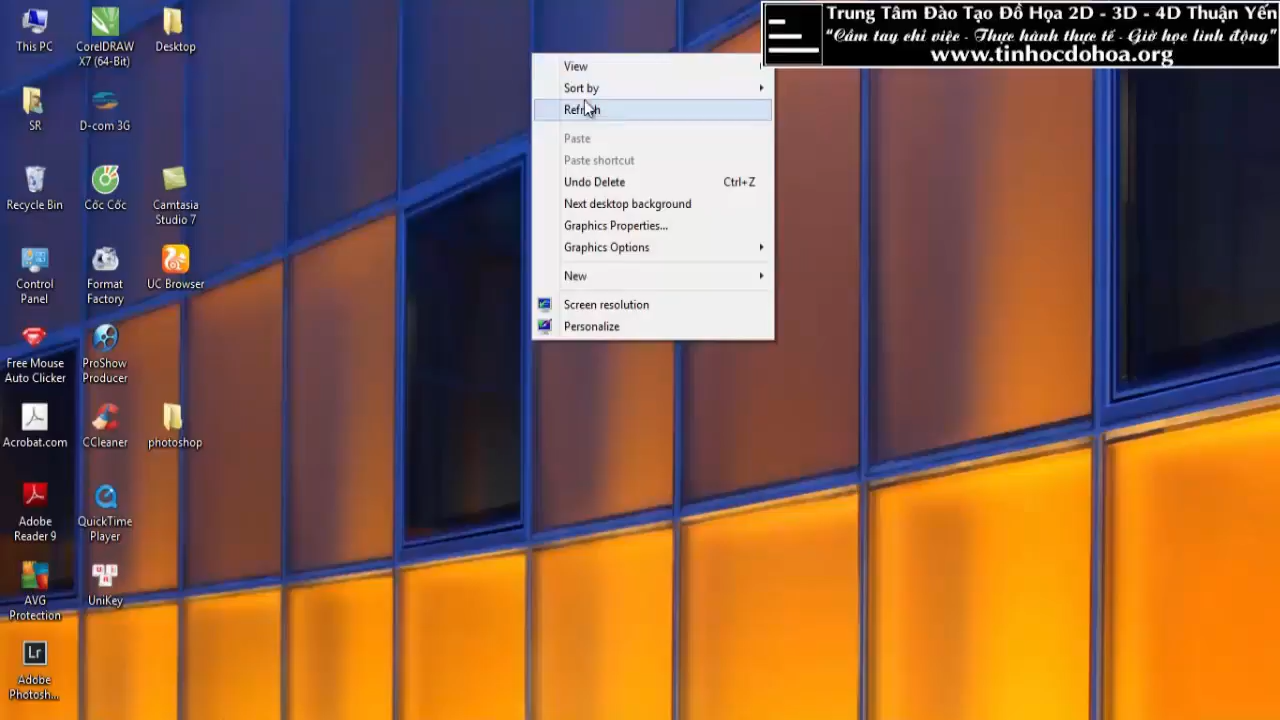 Trung Tâm Đào Tạo Đồ Họa 2D - 3D - 4D Thuận Yến
"Cầm tay chỉ việc - Thực hành thực tế - Giờ học linh động"
www.tinhocdohoa.org
This PC
CorelDRAW
X7 (64-Bit)
Desktop
SR
D-com 3G
Recycle Bin
Cốc Cốc
Camtasia
Studio 7
Control
Panel
Format
Factory
UC Browser
Free Mouse
Auto Clicker
ProShow
Producer
Acrobat.com
CCleaner
photoshop
Adobe
Reader 9
QuickTime
Player
AVG
Protection
UniKey
Lr
Adobe
Photosh...
View
Sort by
Refresh
Paste
Paste shortcut
Undo Delete Ctrl+Z
Next desktop background
Graphics Properties...
Graphics Options
New
Screen resolution
Personalize